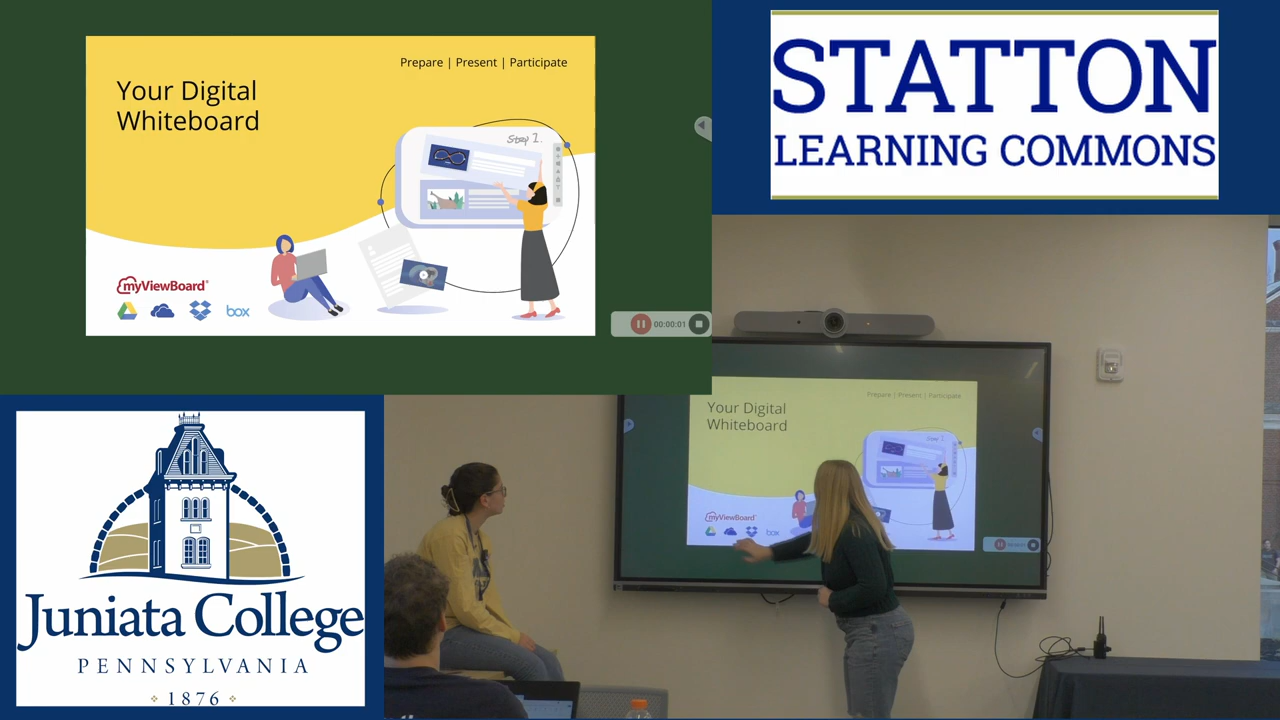 Prepare | Present | Participate
Your Digital
Whiteboard
Step 1.
myViewBoard®
box
00:00:01
STATTON
LEARNING COMMONS
Juniata College
PENNSYLVANIA
1876
Prepare | Present | Participate
Your Digital
Whiteboard
myViewBoard
box